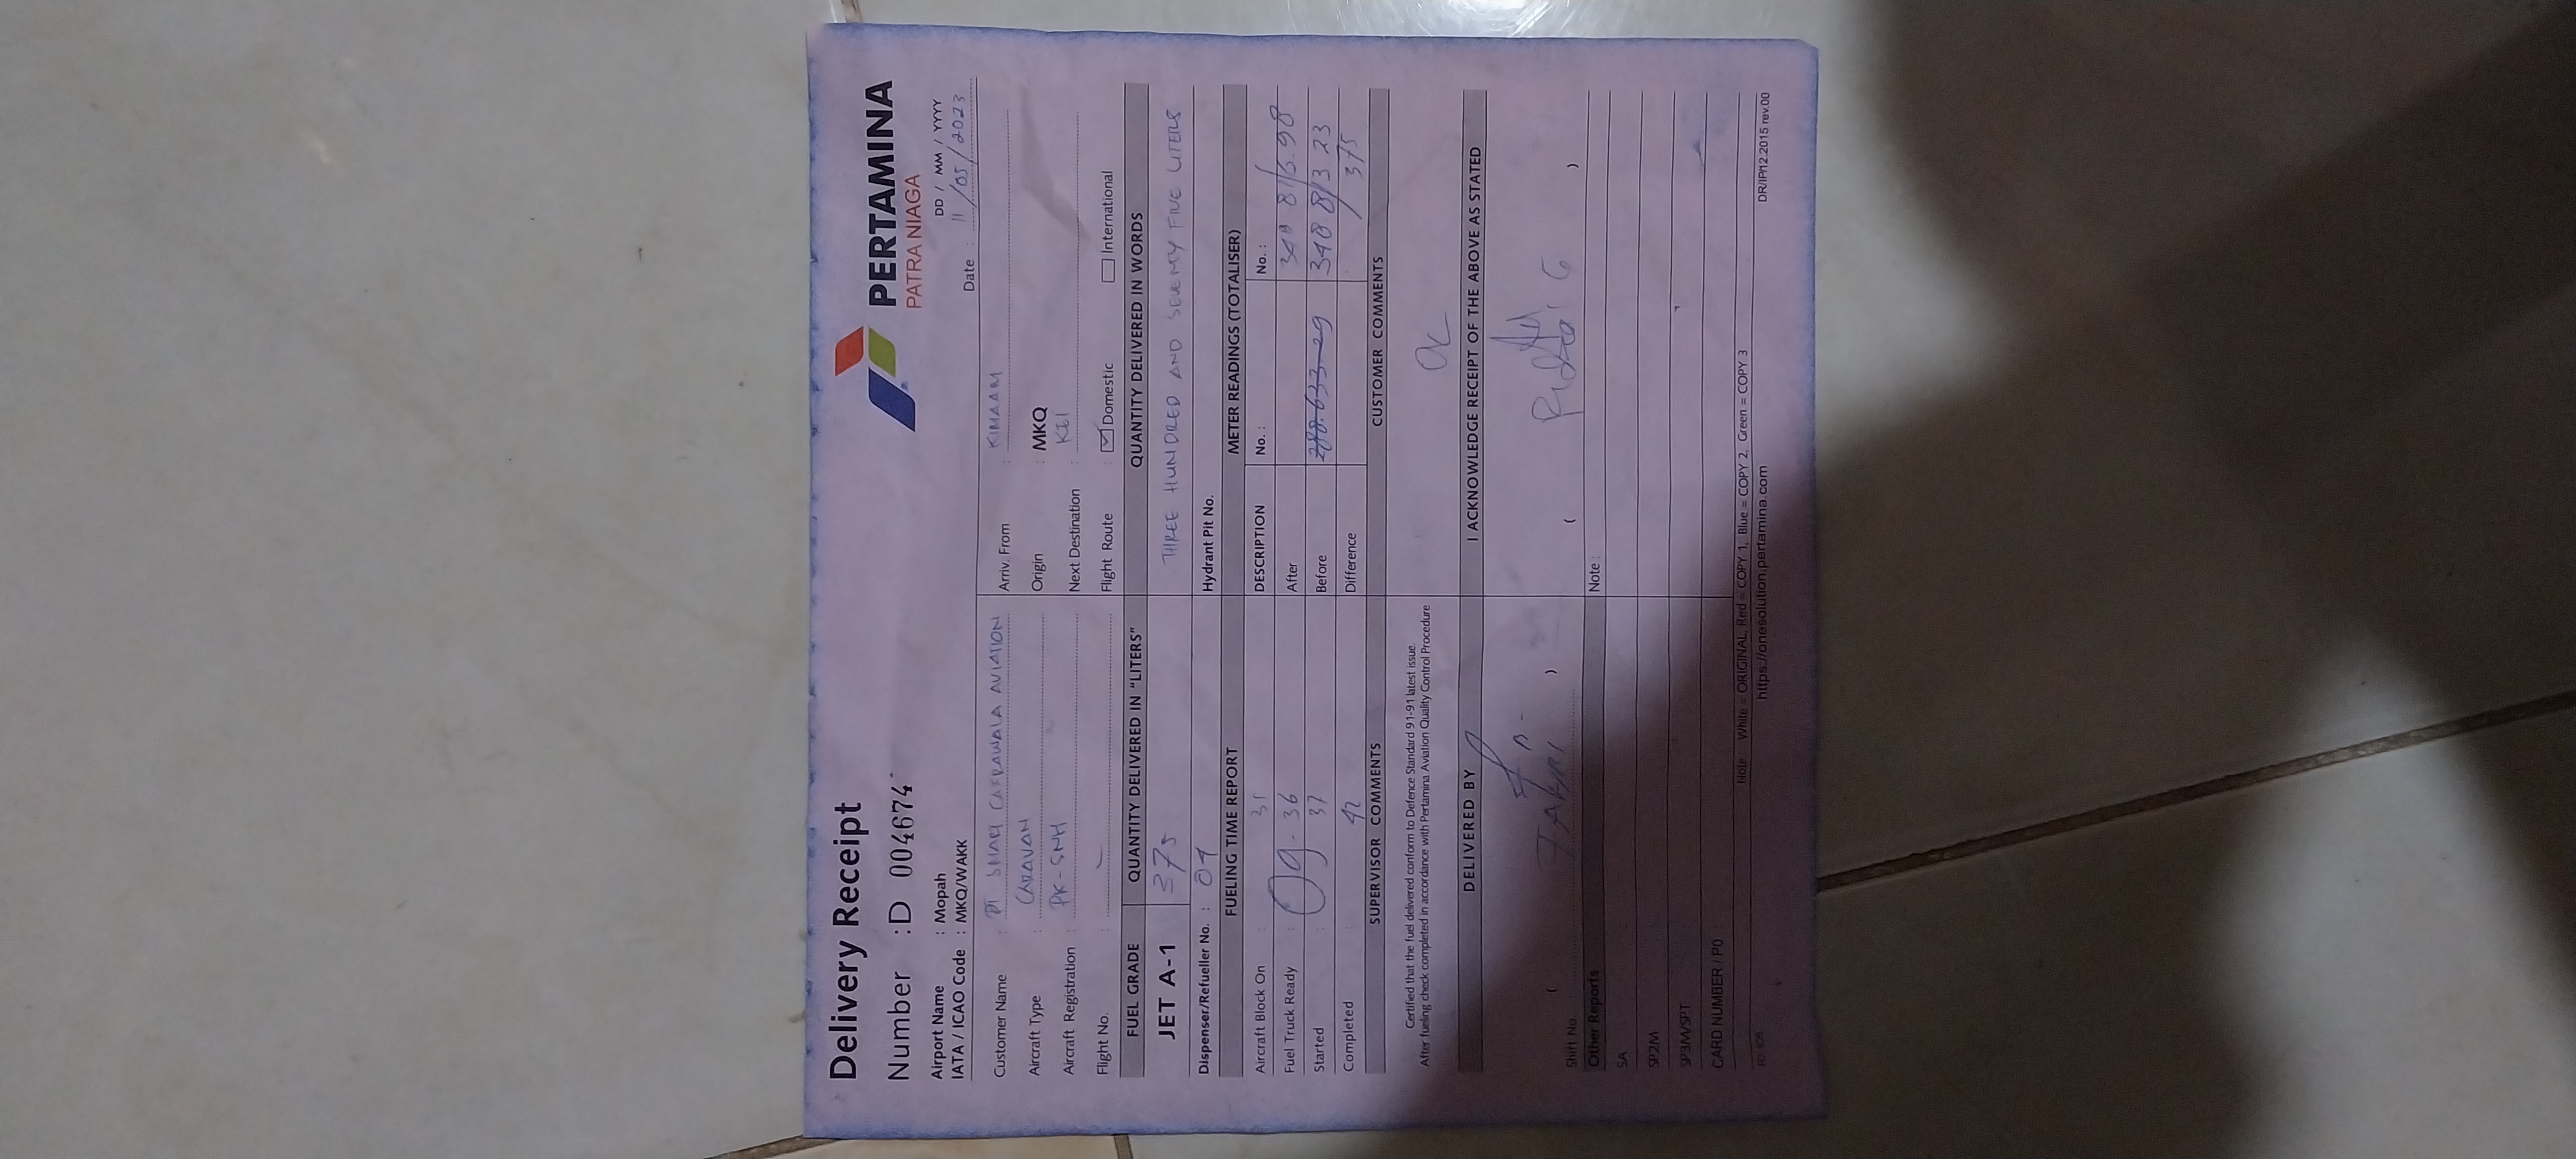 Delivery Receipt
PERTAMINA
PATRA NIAGA
Number : D 004674
DD / MM / YYYY
Airport Name : Mopah
IATA / ICAO Code : MKQ/WAKK
Date : 11/05/2023
Customer Name : PT SMART CAKRAWALA AVIATION
Arriv. From : KIMAAM
Aircraft Type : CARAVAN
Origin : MKQ
Aircraft Registration : PK-SNH
Next Destination : KEI
Flight No. : -
Flight Route : Domestic International
FUEL GRADE QUANTITY DELIVERED IN "LITERS" QUANTITY DELIVERED IN WORDS
JET A-1 375 THREE HUNDRED AND SEVENTY FIVE LITERS
Dispenser/Refueller No. : 09 Hydrant Pit No.
FUELING TIME REPORT METER READINGS (TOTALISER)
Aircraft Block On : 31 DESCRIPTION No. : No. :
Fuel Truck Ready : 09 - 36 After
Started : 37 Before 348 813 23
Completed : 42 Difference 375
SUPERVISOR COMMENTS CUSTOMER COMMENTS
Certified that the fuel delivered conform to Defence Standard 91-91 latest issue.
After fueling check completed in accordance with Pertamina Aviation Quality Control Procedure
DELIVERED BY I ACKNOWLEDGE RECEIPT OF THE ABOVE AS STATED
Shift No.
Other Reports Note :
SA
SP2M
SP3M/SPT
CARD NUMBER / PO
Note White = ORIGINAL, Red = COPY 1, Blue = COPY 2, Green = COPY 3
https://onesolution.pertamina.com
DR/IP/12.2015 rev.00